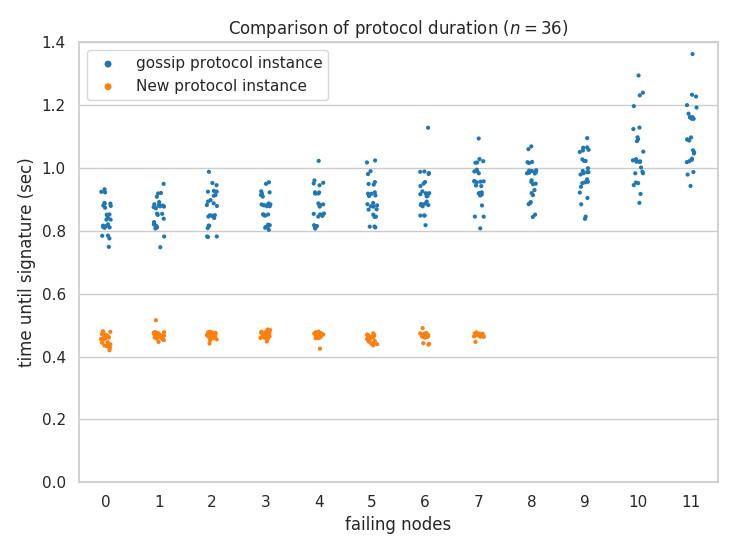 Comparison of protocol duration (n = 36)
gossip protocol instance
New protocol instance
time until signature (sec)
1.4
1.2
1.0
0.8
0.6
0.4
0.2
0.0
0 1 2 3 4 5 6 7 8 9 10 11
failing nodes